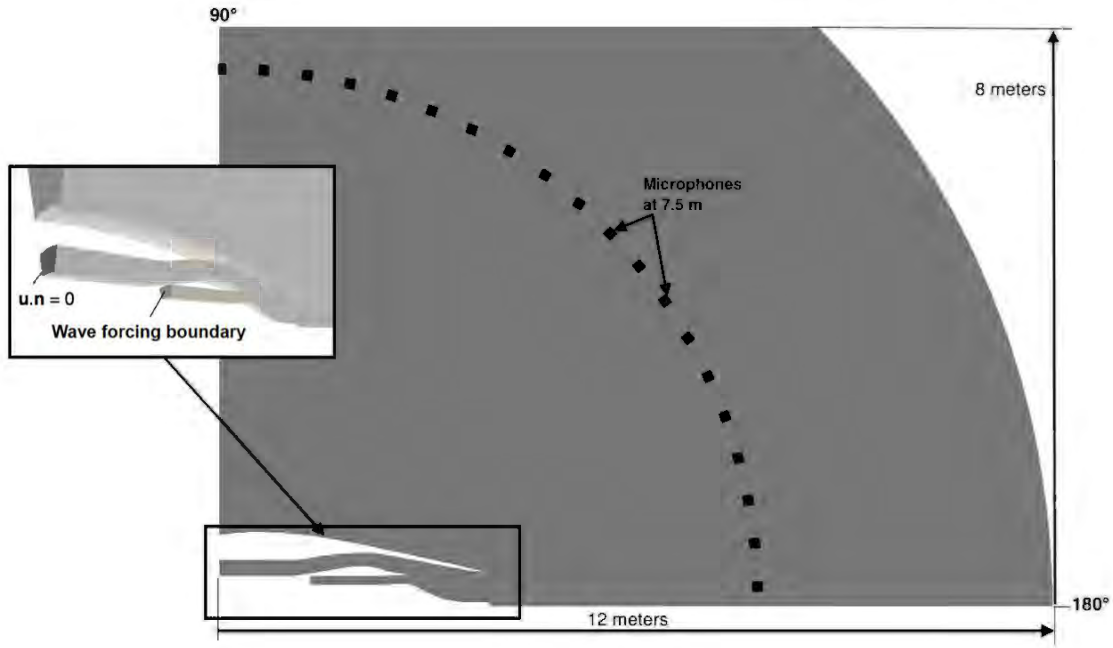 90°
8 meters
Microphones
at 7.5 m
u.n = 0
Wave forcing boundary
180°
12 meters